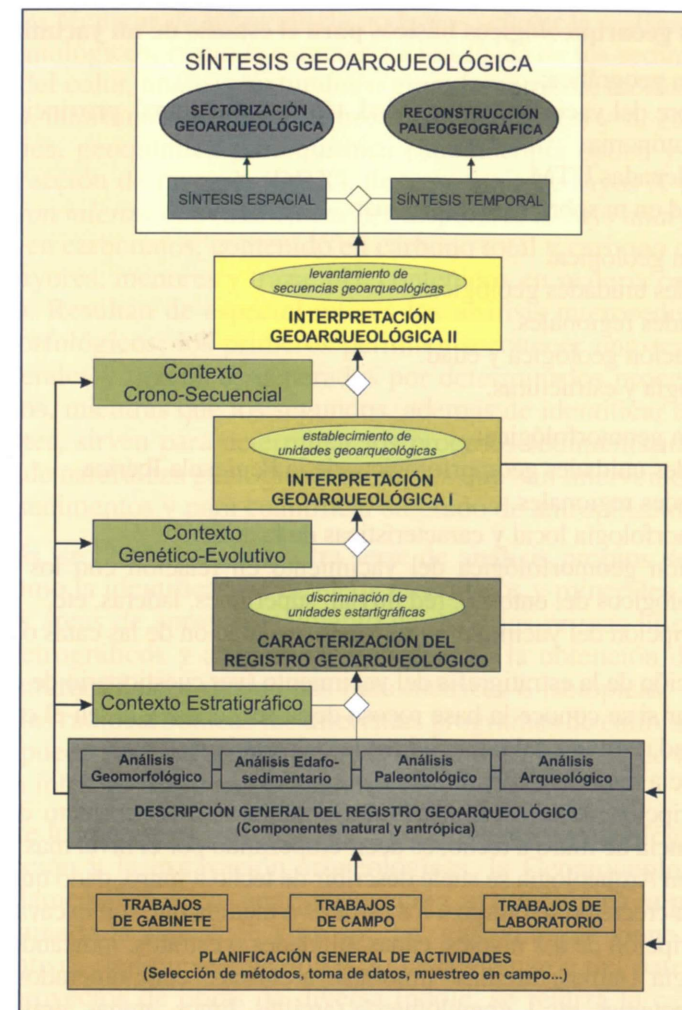 SÍNTESIS GEOARQUEOLÓGICA
SECTORIZACIÓN
GEOARQUEOLÓGICA
RECONSTRUCCIÓN
PALEOGEOGRÁFICA
SÍNTESIS ESPACIAL
SÍNTESIS TEMPORAL
levantamiento de
secuencias geoarqueológicas
INTERPRETACIÓN
GEOARQUEOLÓGICA II
Contexto
Crono-Secuencial
establecimiento de
unidades geoarqueológicas
INTERPRETACIÓN
GEOARQUEOLÓGICA I
Contexto
Genético-Evolutivo
discriminación de
unidades estartigráficas
CARACTERIZACIÓN DEL
REGISTRO GEOARQUEOLÓGICO
Contexto Estratigráfico
Análisis
Geomorfológico
Análisis Edafo-
sedimentario
Análisis
Paleontológico
Análisis
Arqueológico
DESCRIPCIÓN GENERAL DEL REGISTRO GEOARQUEOLÓGICO
(Componentes natural y antrópica)
TRABAJOS
DE GABINETE
TRABAJOS
DE CAMPO
TRABAJOS DE
LABORATORIO
PLANIFICACIÓN GENERAL DE ACTIVIDADES
(Selección de métodos, toma de datos, muestreo en campo...)